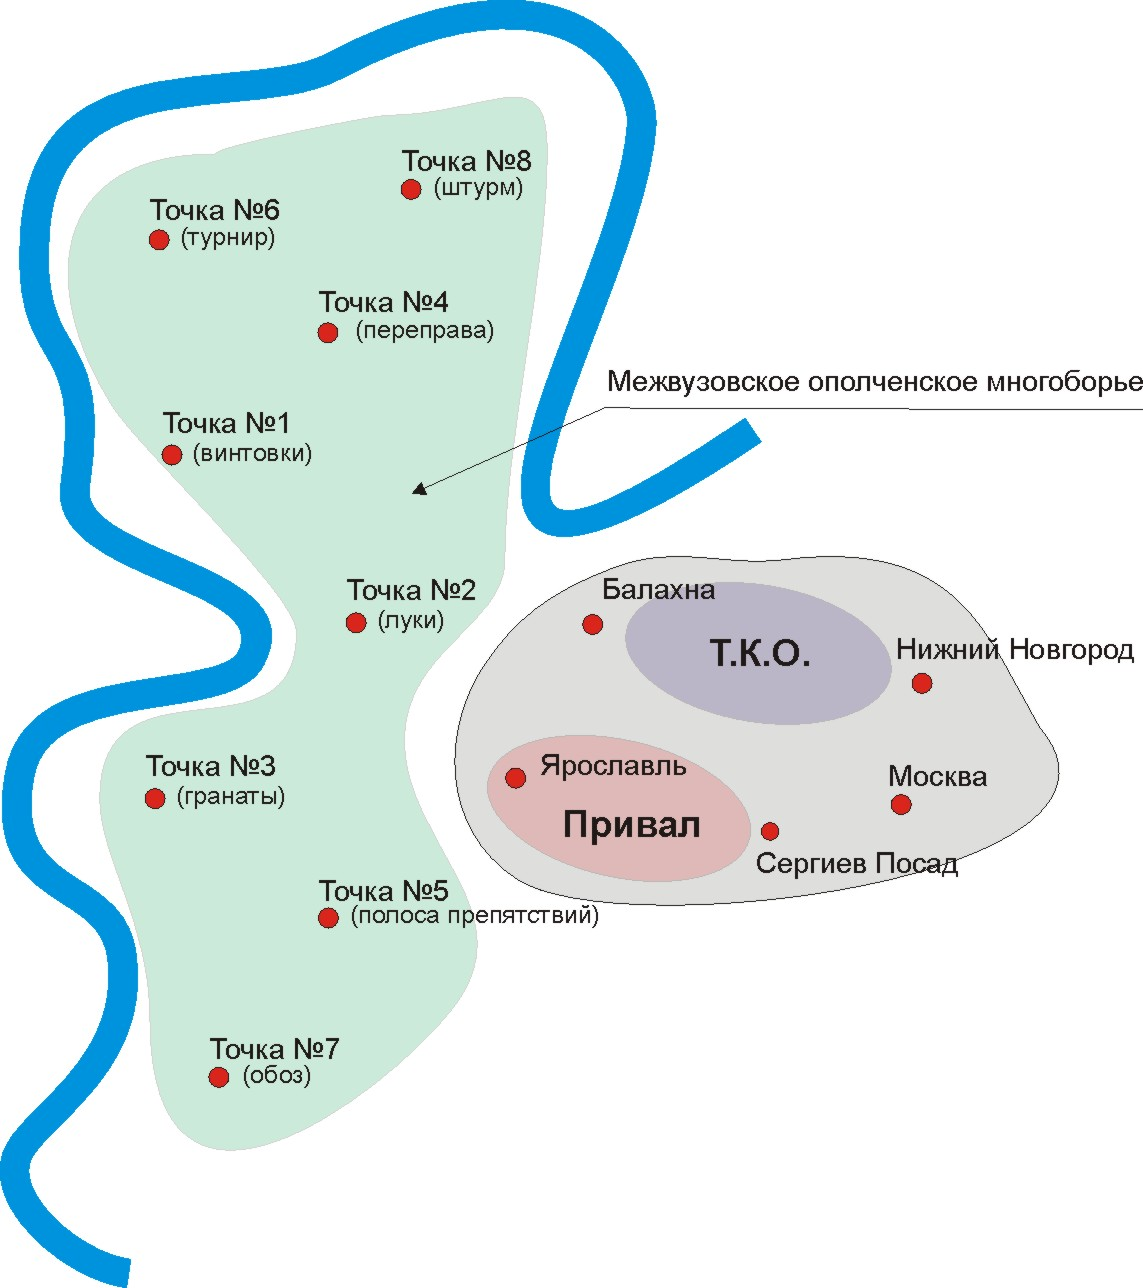 Точка №8
(штурм)
Точка №6
(турнир)
Точка №4
(переправа)
Межвузовское ополченское многоборье
Точка №1
(винтовки)
Точка №2
(луки)
Балахна
Т.К.О.
Нижний Новгород
Точка №3
(гранаты)
Ярославль
Привал
Москва
Сергиев Посад
Точка №5
(полоса препятствий)
Точка №7
(обоз)